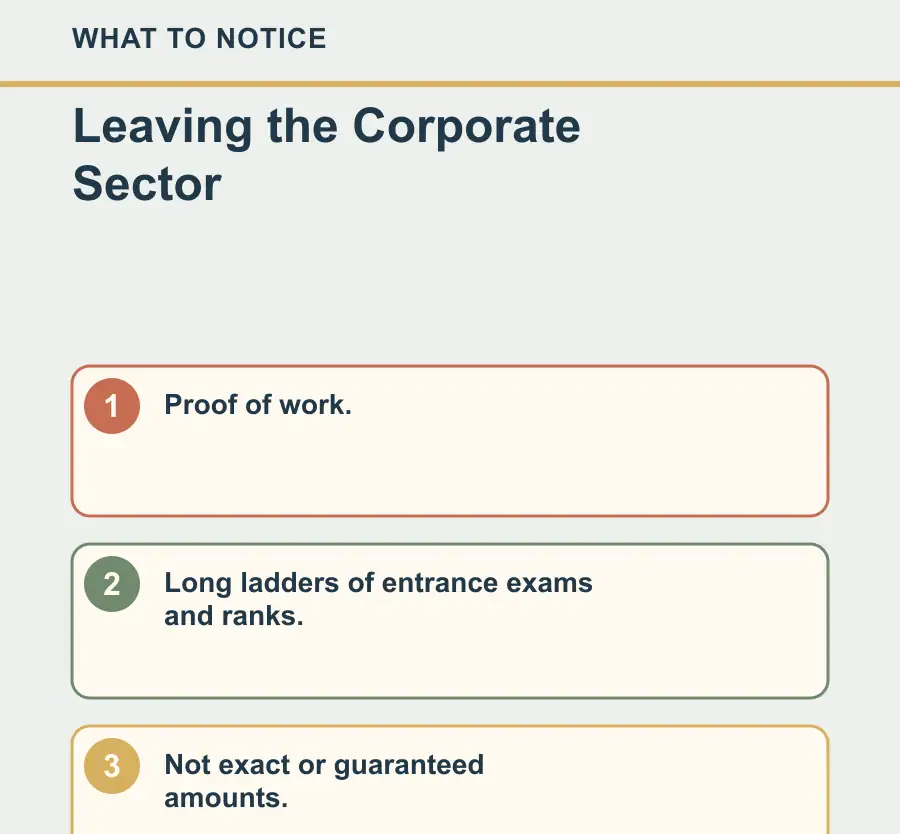 WHAT TO NOTICE
Leaving the Corporate
Sector
1 Proof of work.
2 Long ladders of entrance exams
and ranks.
3 Not exact or guaranteed
amounts.